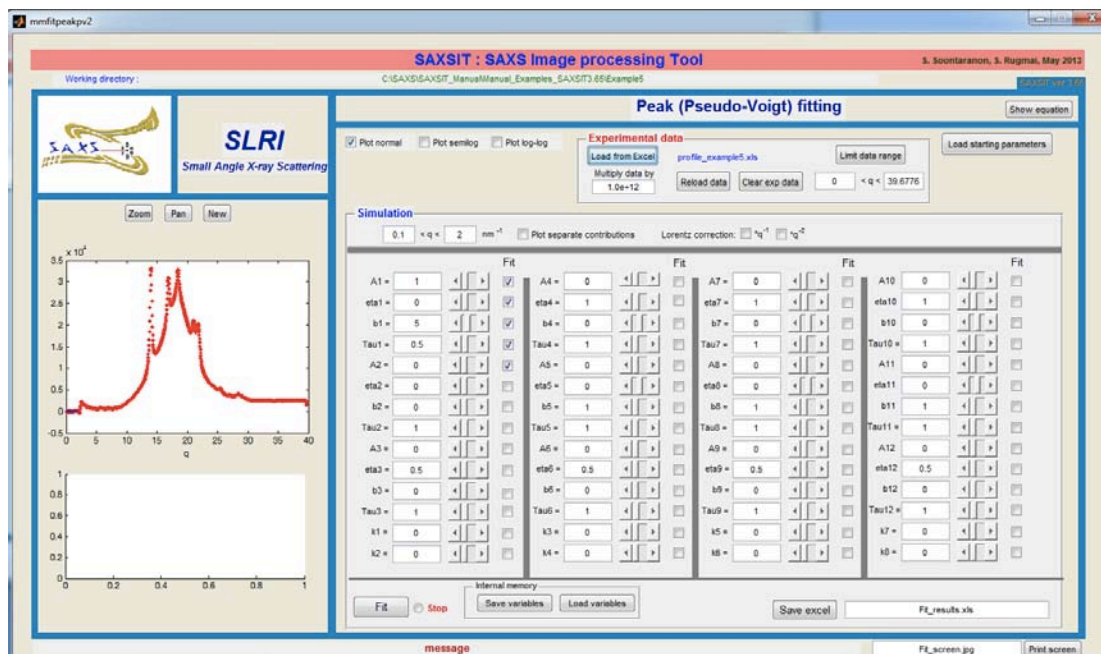 mmfitpeakpv2
SAXSIT : SAXS Image processing Tool
S. Soontaranon, S. Rugmai, May 2013
Working directory :
C:\SAXS\SAXSIT_Manual\Manual_Examples_SAXSIT3.65\Example5
SAXSIT ver 3.65
SAXS
SLRI
Small Angle X-ray Scattering
Peak (Pseudo-Voigt) fitting
Show equation
Plot normal Plot semilog Plot log-log
Experimental data
Load from Excel profile_example5.xls Limit data range
Multiply data by
1.0e+12
Reload data Clear exp data 0 < q < 39.6776
Load starting parameters
Zoom Pan New
x 10⁴
3.5
3
2.5
2
1.5
1
0.5
0
-0.5
0 5 10 15 20 25 30 35 40
q
1
0.8
0.6
0.4
0.2
0
0 0.2 0.4 0.6 0.8 1
Simulation
0.1 < q < 2 nm⁻¹ Plot separate contributions Lorentz correction: *q⁻¹ *q⁻²
Fit Fit Fit Fit
A1 = 1 A4 = 0 A7 = 0 A10 = 0
eta1 = 0 eta4 = 1 eta7 = 1 eta10 = 1
b1 = 5 b4 = 0 b7 = 0 b10 0
Tau1 = 0.5 Tau4 = 1 Tau7 = 1 Tau10 = 1
A2 = 0 A5 = 0 A8 = 0 A11 0
eta2 = 0 eta5 = 0 eta8 = 0 eta11 0
b2 = 0 b5 = 1 b8 = 1 b11 1
Tau2 = 1 Tau5 = 1 Tau8 = 1 Tau11 = 1
A3 = 0 A6 = 0 A9 = 0 A12 0
eta3 = 0.5 eta6 = 0.5 eta9 = 0.5 eta12 0.5
b3 = 0 b6 = 1 b9 = 0 b12 0
Tau3 = 1 Tau6 = 1 Tau9 = 1 Tau12 = 1
k1 = 0 k3 = 0 k5 = 0 k7 = 0
k2 = 0 k4 = 0 k6 = 0 k8 = 0
Fit Stop
Internal memory
Save variables Load variables
Save excel Fit_results.xls
message
Fit_screen.jpg Print screen